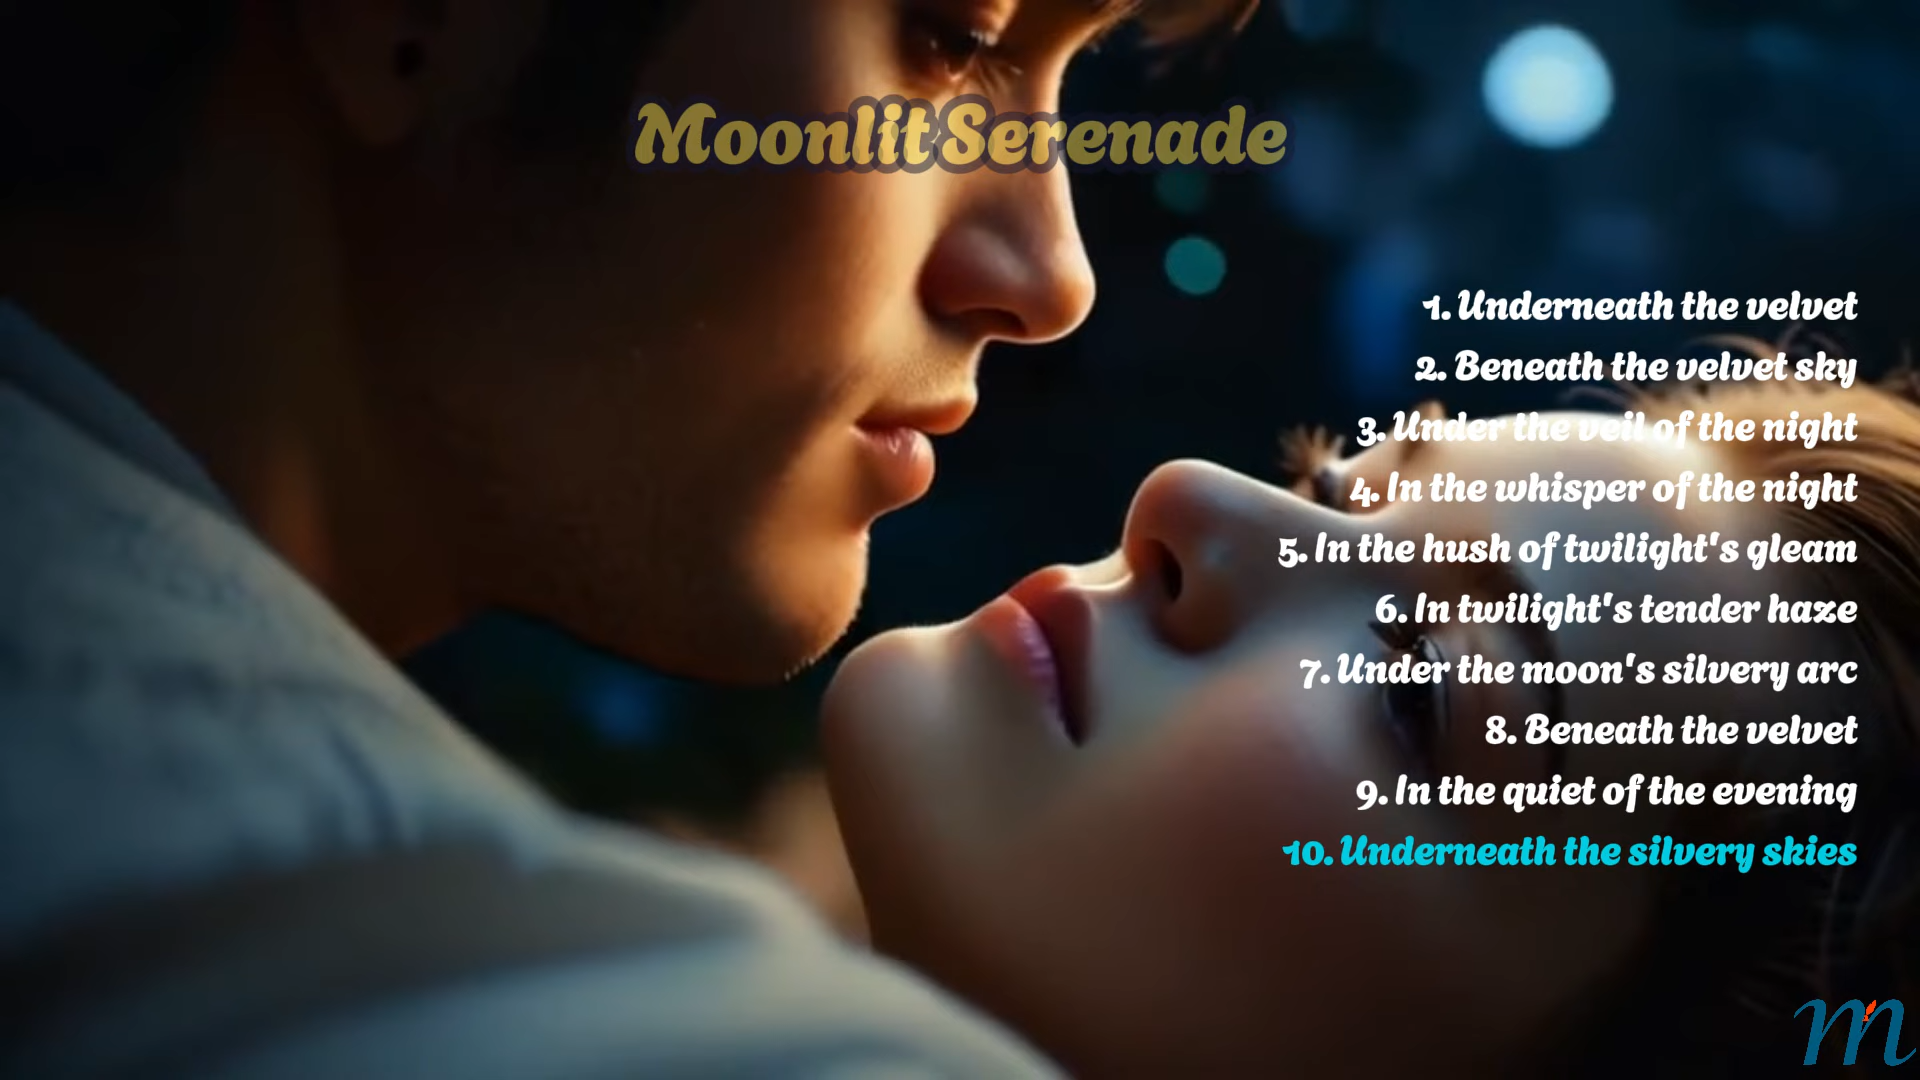 Moonlit Serenade
1. Underneath the velvet
2. Beneath the velvet sky
3. Under the veil of the night
4. In the whisper of the night
5. In the hush of twilight's gleam
6. In twilight's tender haze
7. Under the moon's silvery arc
8. Beneath the velvet
9. In the quiet of the evening
10. Underneath the silvery skies
m